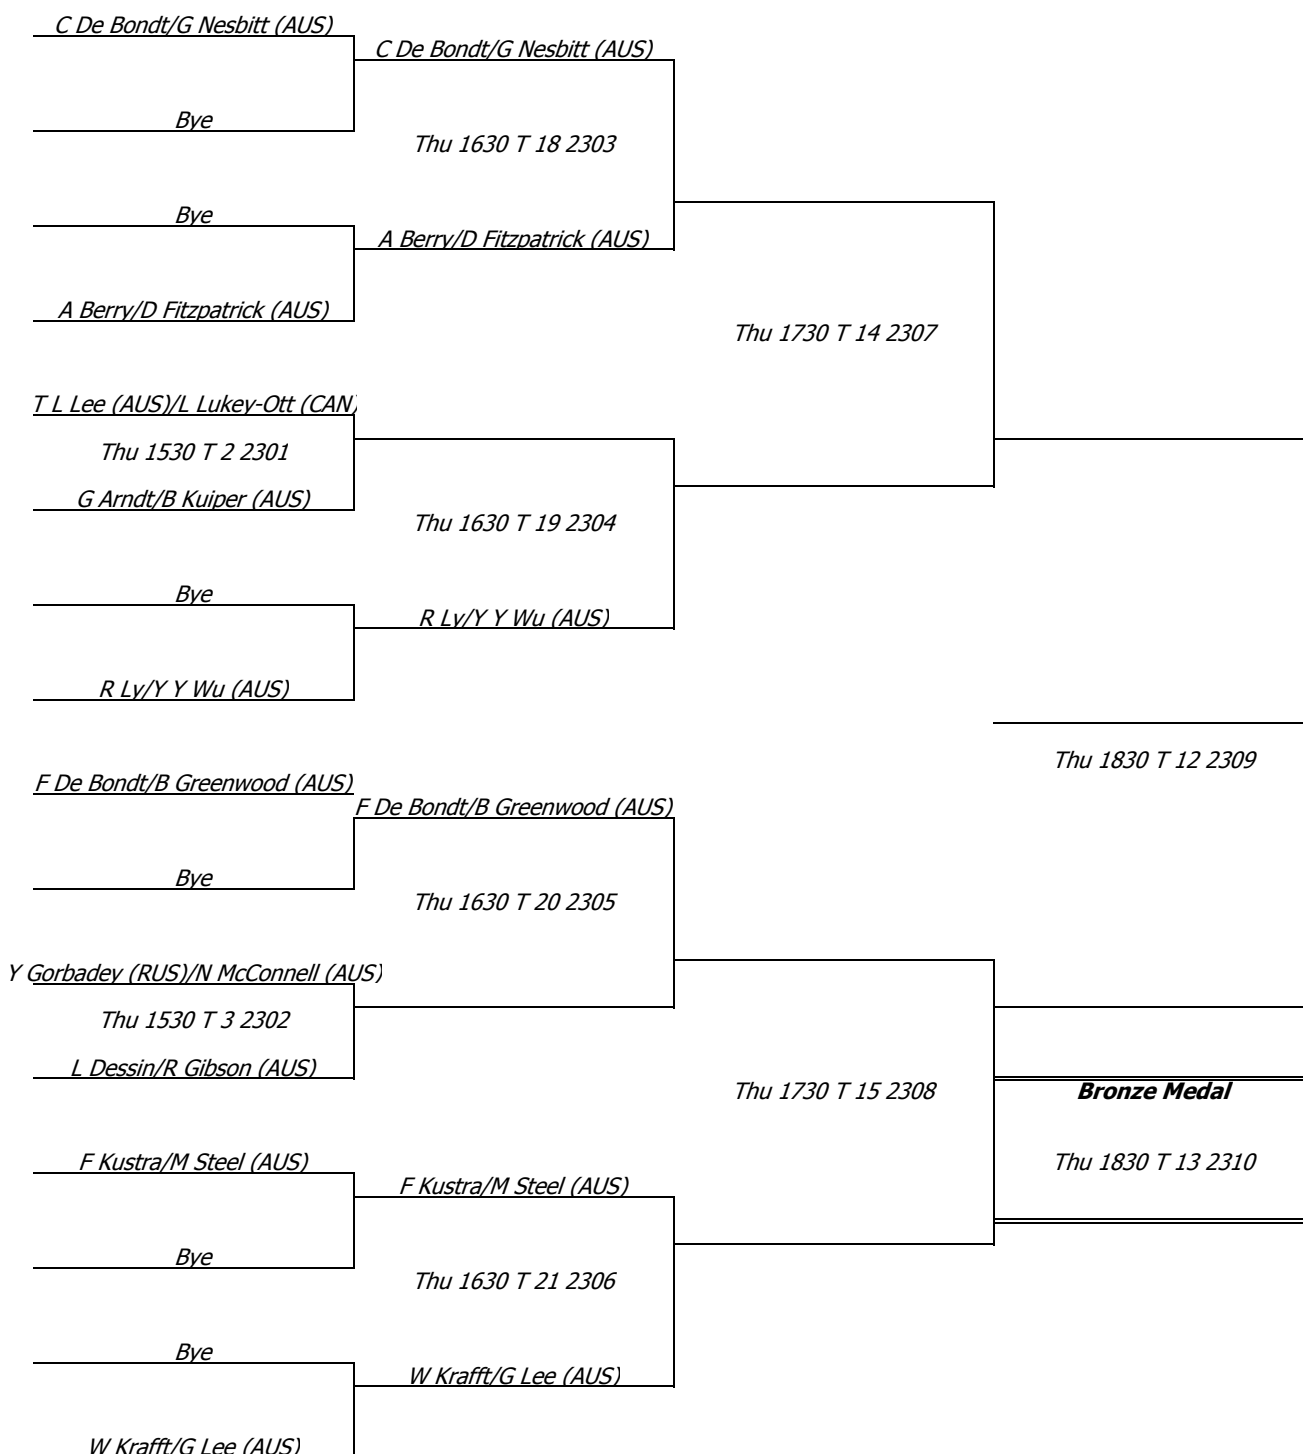 C De Bondt/G Nesbitt (AUS)
C De Bondt/G Nesbitt (AUS)
Bye
Thu 1630 T 18 2303
Bye
A Berry/D Fitzpatrick (AUS)
A Berry/D Fitzpatrick (AUS)
Thu 1730 T 14 2307
T L Lee (AUS)/L Lukey-Ott (CAN)
Thu 1530 T 2 2301
G Arndt/B Kuiper (AUS)
Thu 1630 T 19 2304
Bye
R Ly/Y Y Wu (AUS)
R Ly/Y Y Wu (AUS)
Thu 1830 T 12 2309
F De Bondt/B Greenwood (AUS)
F De Bondt/B Greenwood (AUS)
Bye
Thu 1630 T 20 2305
Y Gorbadey (RUS)/N McConnell (AUS)
Thu 1530 T 3 2302
L Dessin/R Gibson (AUS)
Thu 1730 T 15 2308
Bronze Medal
Thu 1830 T 13 2310
F Kustra/M Steel (AUS)
F Kustra/M Steel (AUS)
Bye
Thu 1630 T 21 2306
Bye
W Krafft/G Lee (AUS)
W Krafft/G Lee (AUS)